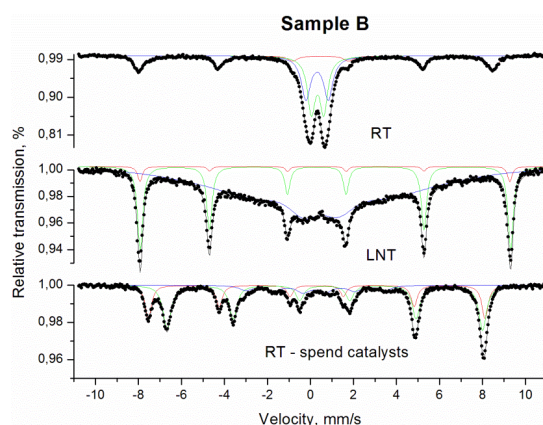 Sample B
0,99
0,90
0,81
RT
1,00
0,98
0,96
0,94
LNT
1,00
0,98
0,96
RT - spend catalysts
Relative transmission, %
-10 -8 -6 -4 -2 0 2 4 6 8 10
Velocity, mm/s